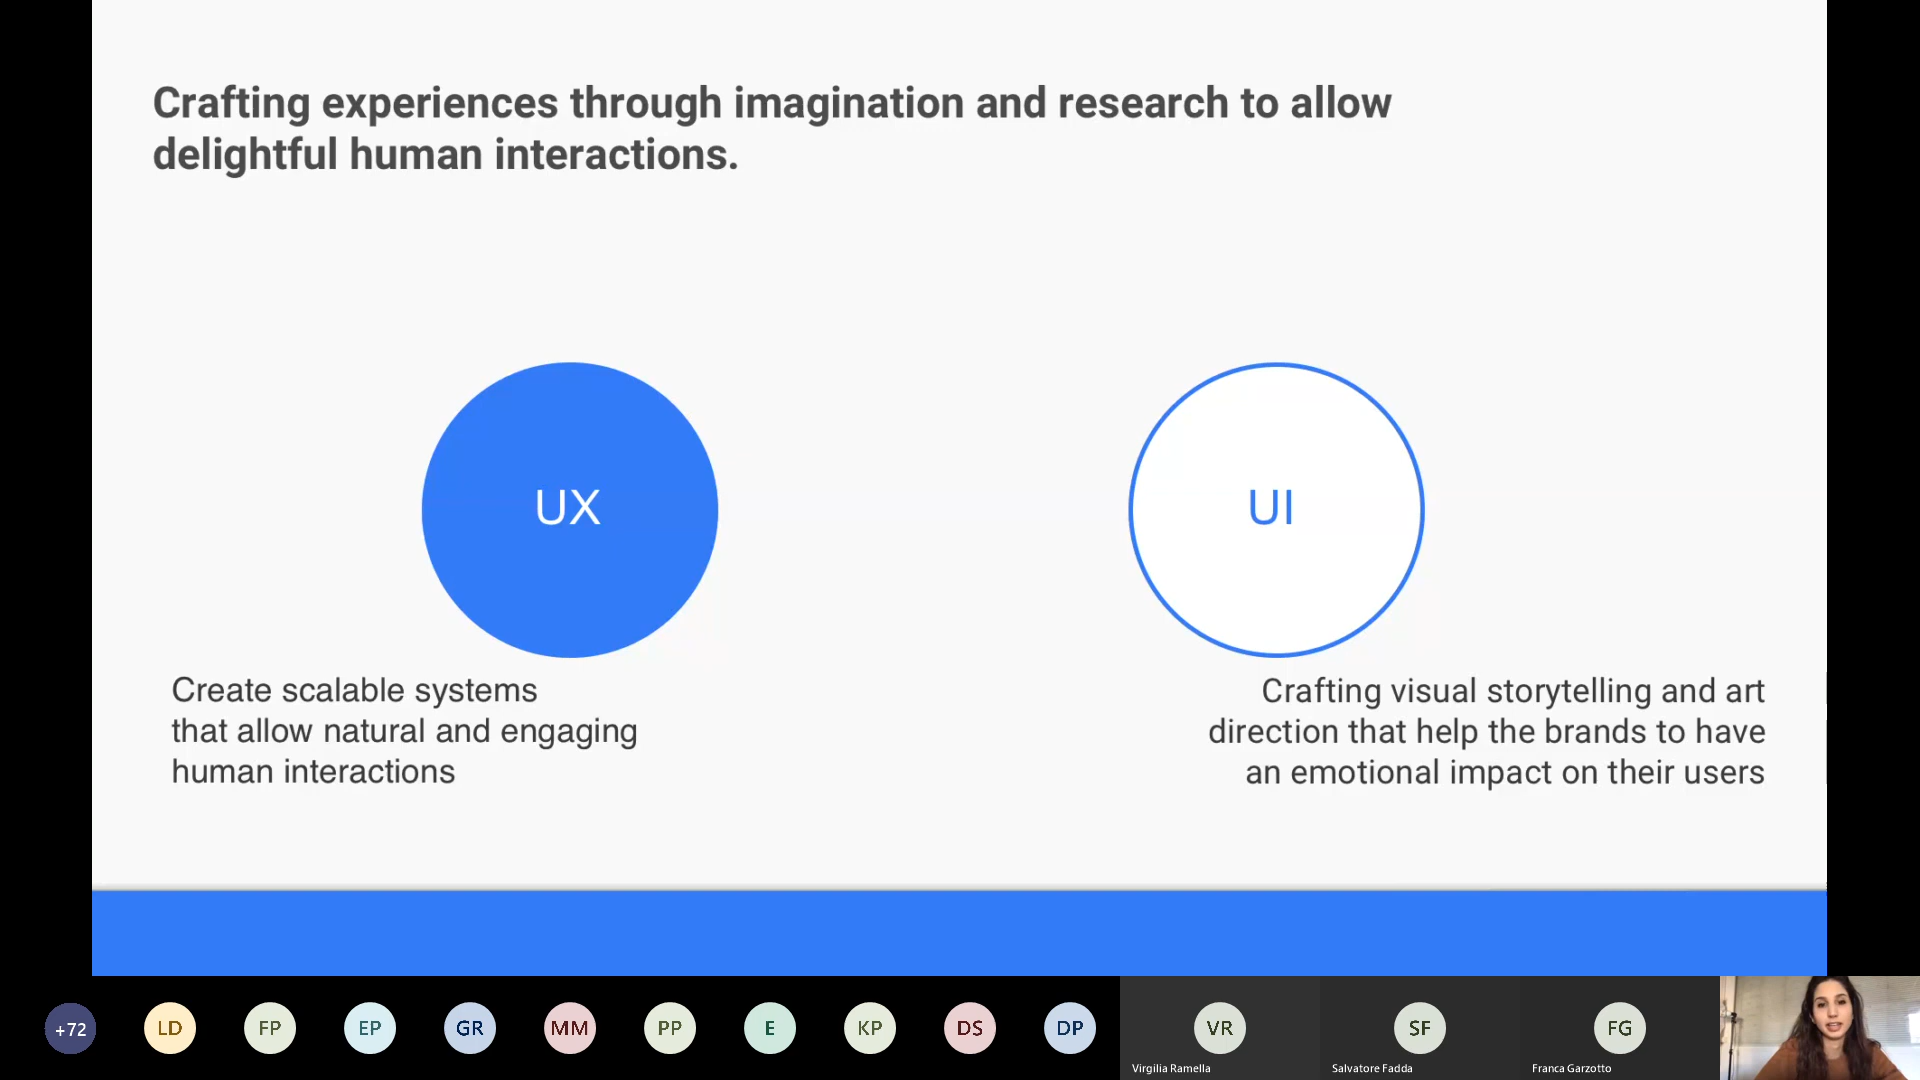 Crafting experiences through imagination and research to allow
delightful human interactions.
UX
UI
Create scalable systems
that allow natural and engaging
human interactions
Crafting visual storytelling and art
direction that help the brands to have
an emotional impact on their users
+72
LD
FP
EP
GR
MM
PP
E
KP
DS
DP
VR
Virgilia Ramella
SF
Salvatore Fadda
FG
Franca Garzotto